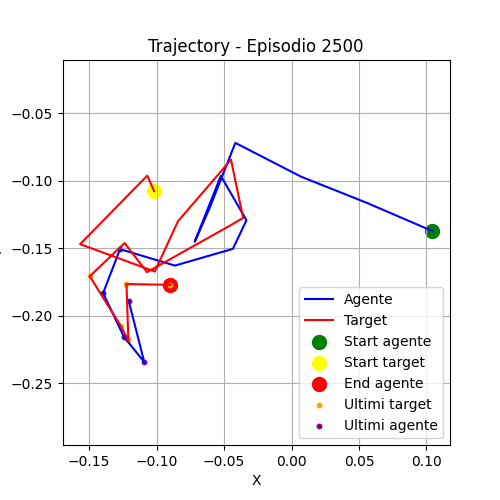 Trajectory - Episodio 2500
−0.05
−0.10
−0.15
−0.20
−0.25
−0.15
−0.10
−0.05
0.00
0.05
0.10
X
Agente
Target
Start agente
Start target
End agente
Ultimi target
Ultimi agente